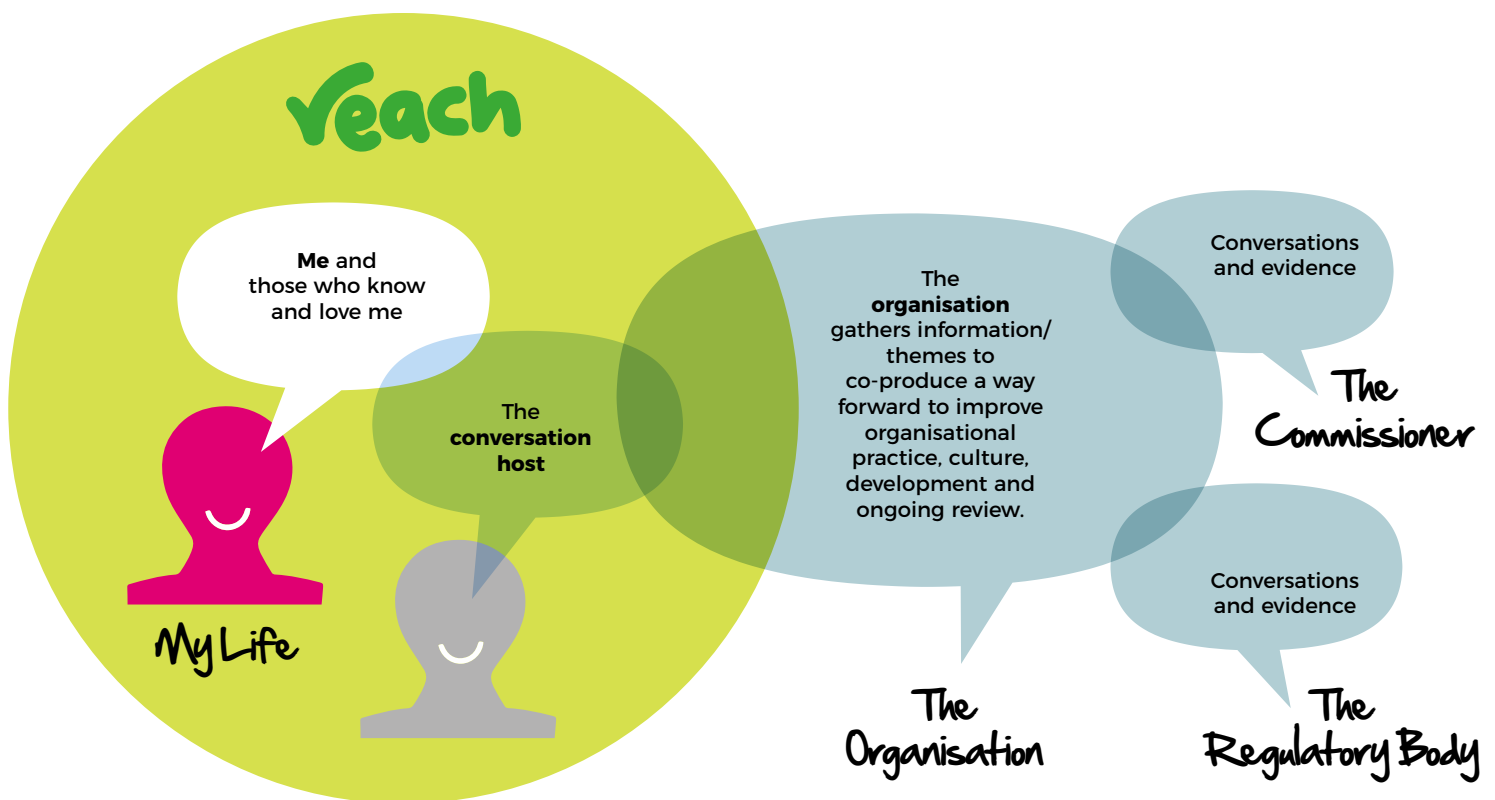 reach
Me and
those who know
and love me
The
conversation
host
My Life
The
organisation
gathers information/
themes to
co-produce a way
forward to improve
organisational
practice, culture,
development and
ongoing review.
The
Organisation
Conversations
and evidence
The
Commissioner
Conversations
and evidence
The
Regulatory Body